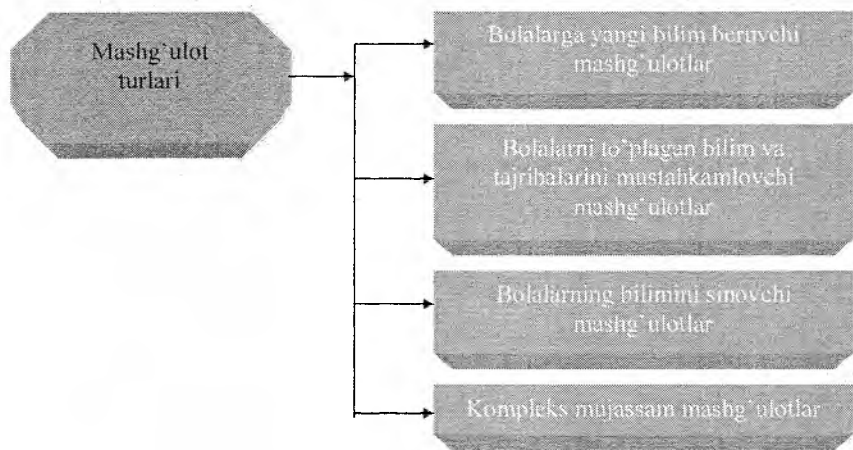 Mashg'ulot
turlari
Bolalarga yangi bilim beruvchi
mashg'ulotlar
Bolalarni to'plagan bilim va
tajribalarini mustahkamlovchi
mashg'ulotlar
Bolalarning bilimini sinovchi
mashg'ulotlar
Kompleks mujassam mashg'ulotlar